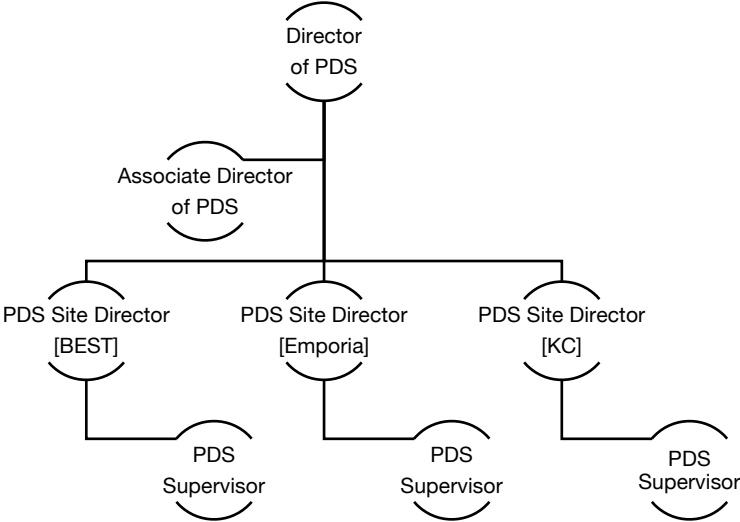 Director
of PDS
Associate Director
of PDS
PDS Site Director
[BEST]
PDS Site Director
[Emporia]
PDS Site Director
[KC]
PDS
Supervisor
PDS
Supervisor
PDS
Supervisor